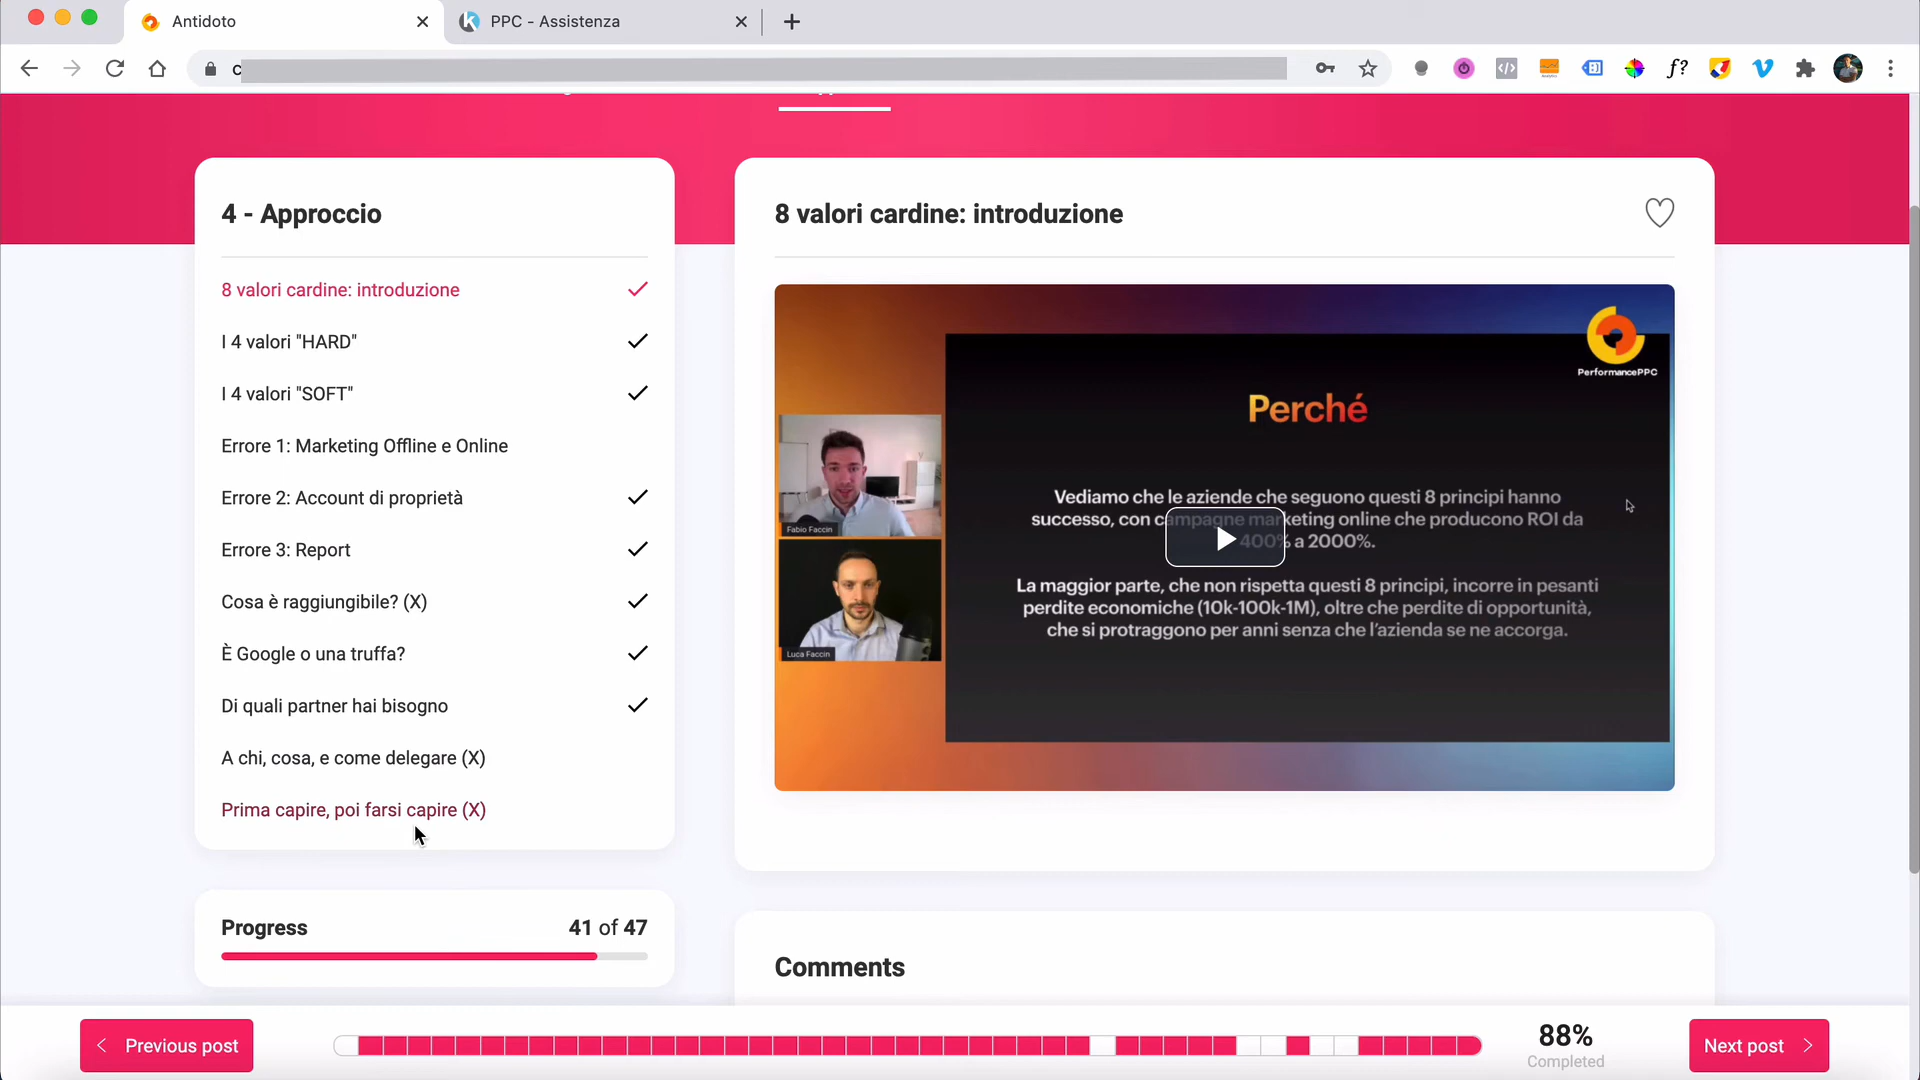 Antidoto
PPC - Assistenza
c
f?
4 - Approccio
8 valori cardine: introduzione
I 4 valori "HARD"
I 4 valori "SOFT"
Errore 1: Marketing Offline e Online
Errore 2: Account di proprietà
Errore 3: Report
Cosa è raggiungibile? (X)
È Google o una truffa?
Di quali partner hai bisogno
A chi, cosa, e come delegare (X)
Prima capire, poi farsi capire (X)
Progress
41 of 47
8 valori cardine: introduzione
PerformancePPC
Perché
Vediamo che le aziende che seguono questi 8 principi hanno
successo, con campagne marketing online che producono ROI da
400% a 2000%.
La maggior parte, che non rispetta questi 8 principi, incorre in pesanti
perdite economiche (10k-100k-1M), oltre che perdite di opportunità,
che si protraggono per anni senza che l'azienda se ne accorga.
Fabio Faccin
Luca Faccin
Comments
Previous post
88%
Completed
Next post